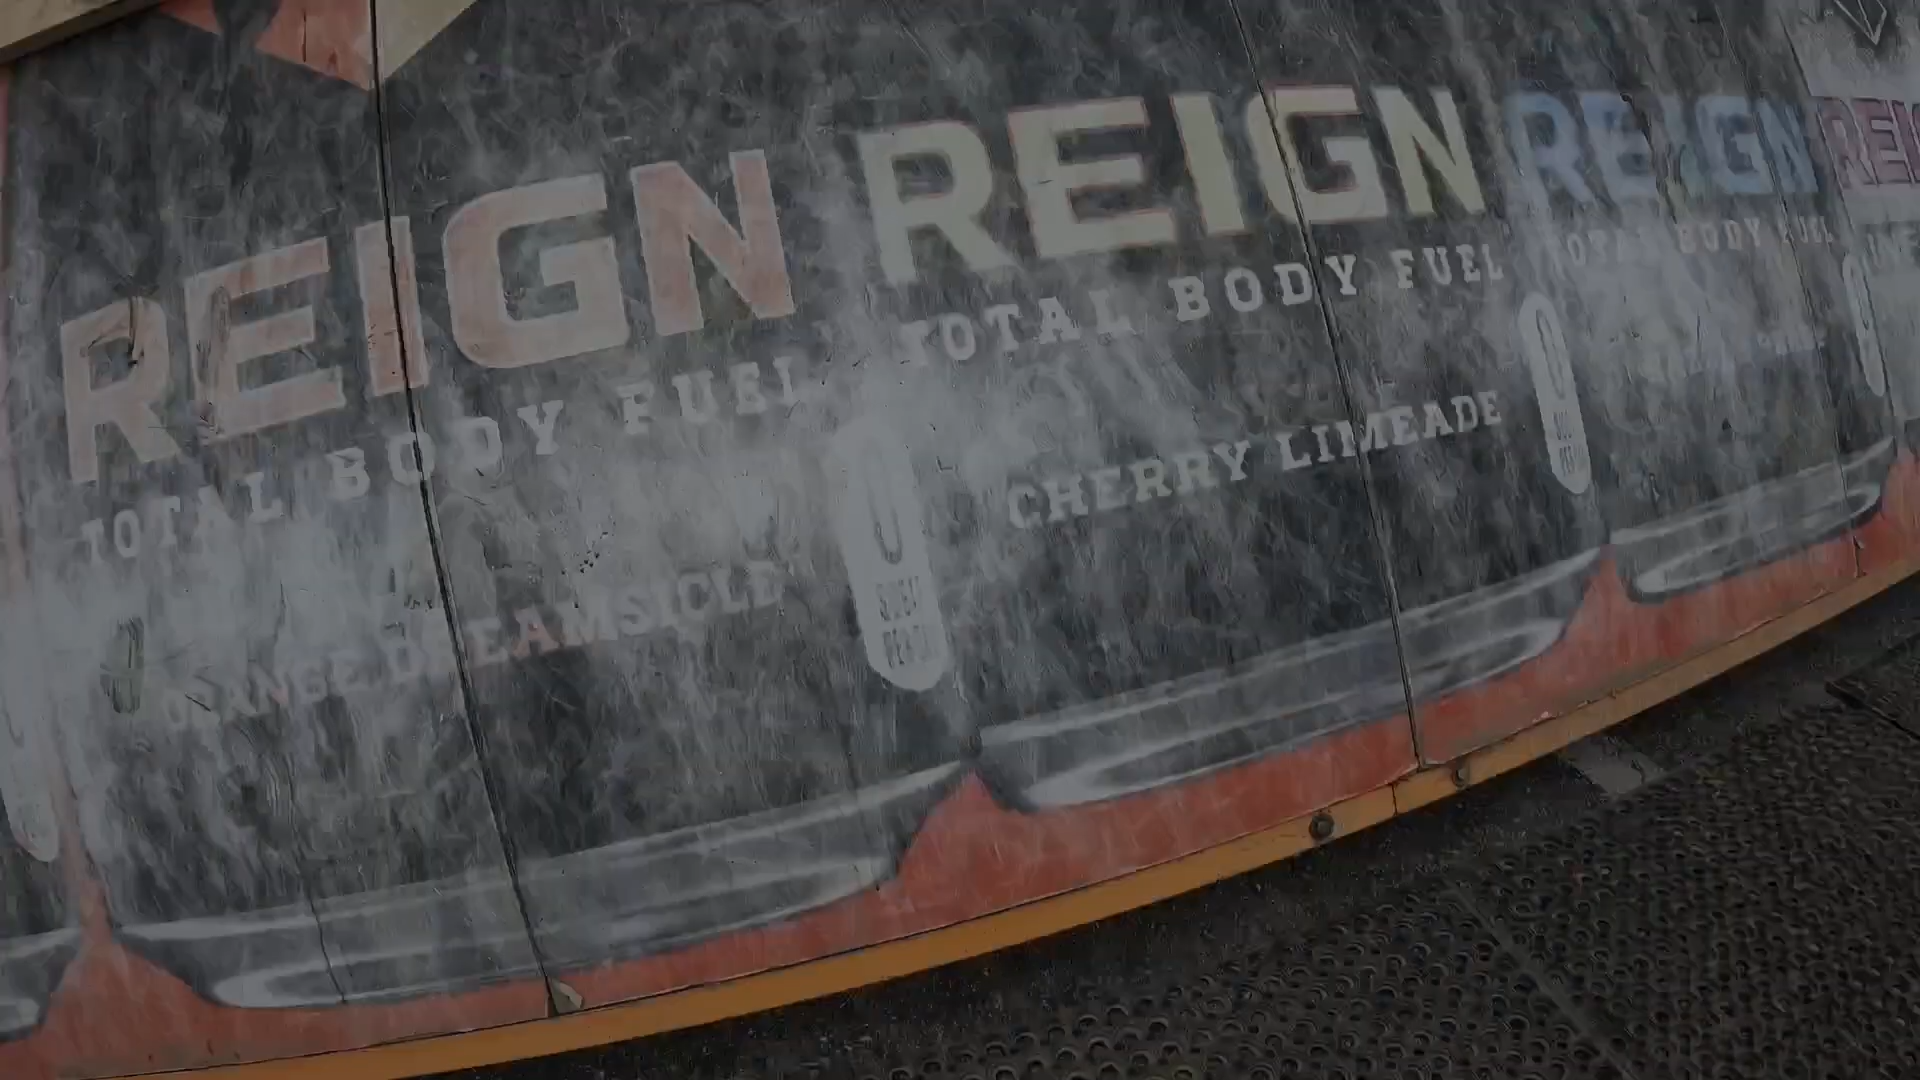 REIGN
TOTAL BODY FUEL
ORANGE DREAMSICLE
REIGN
TOTAL BODY FUEL
CHERRY LIMEADE
REIGN
TOTAL BODY FUEL